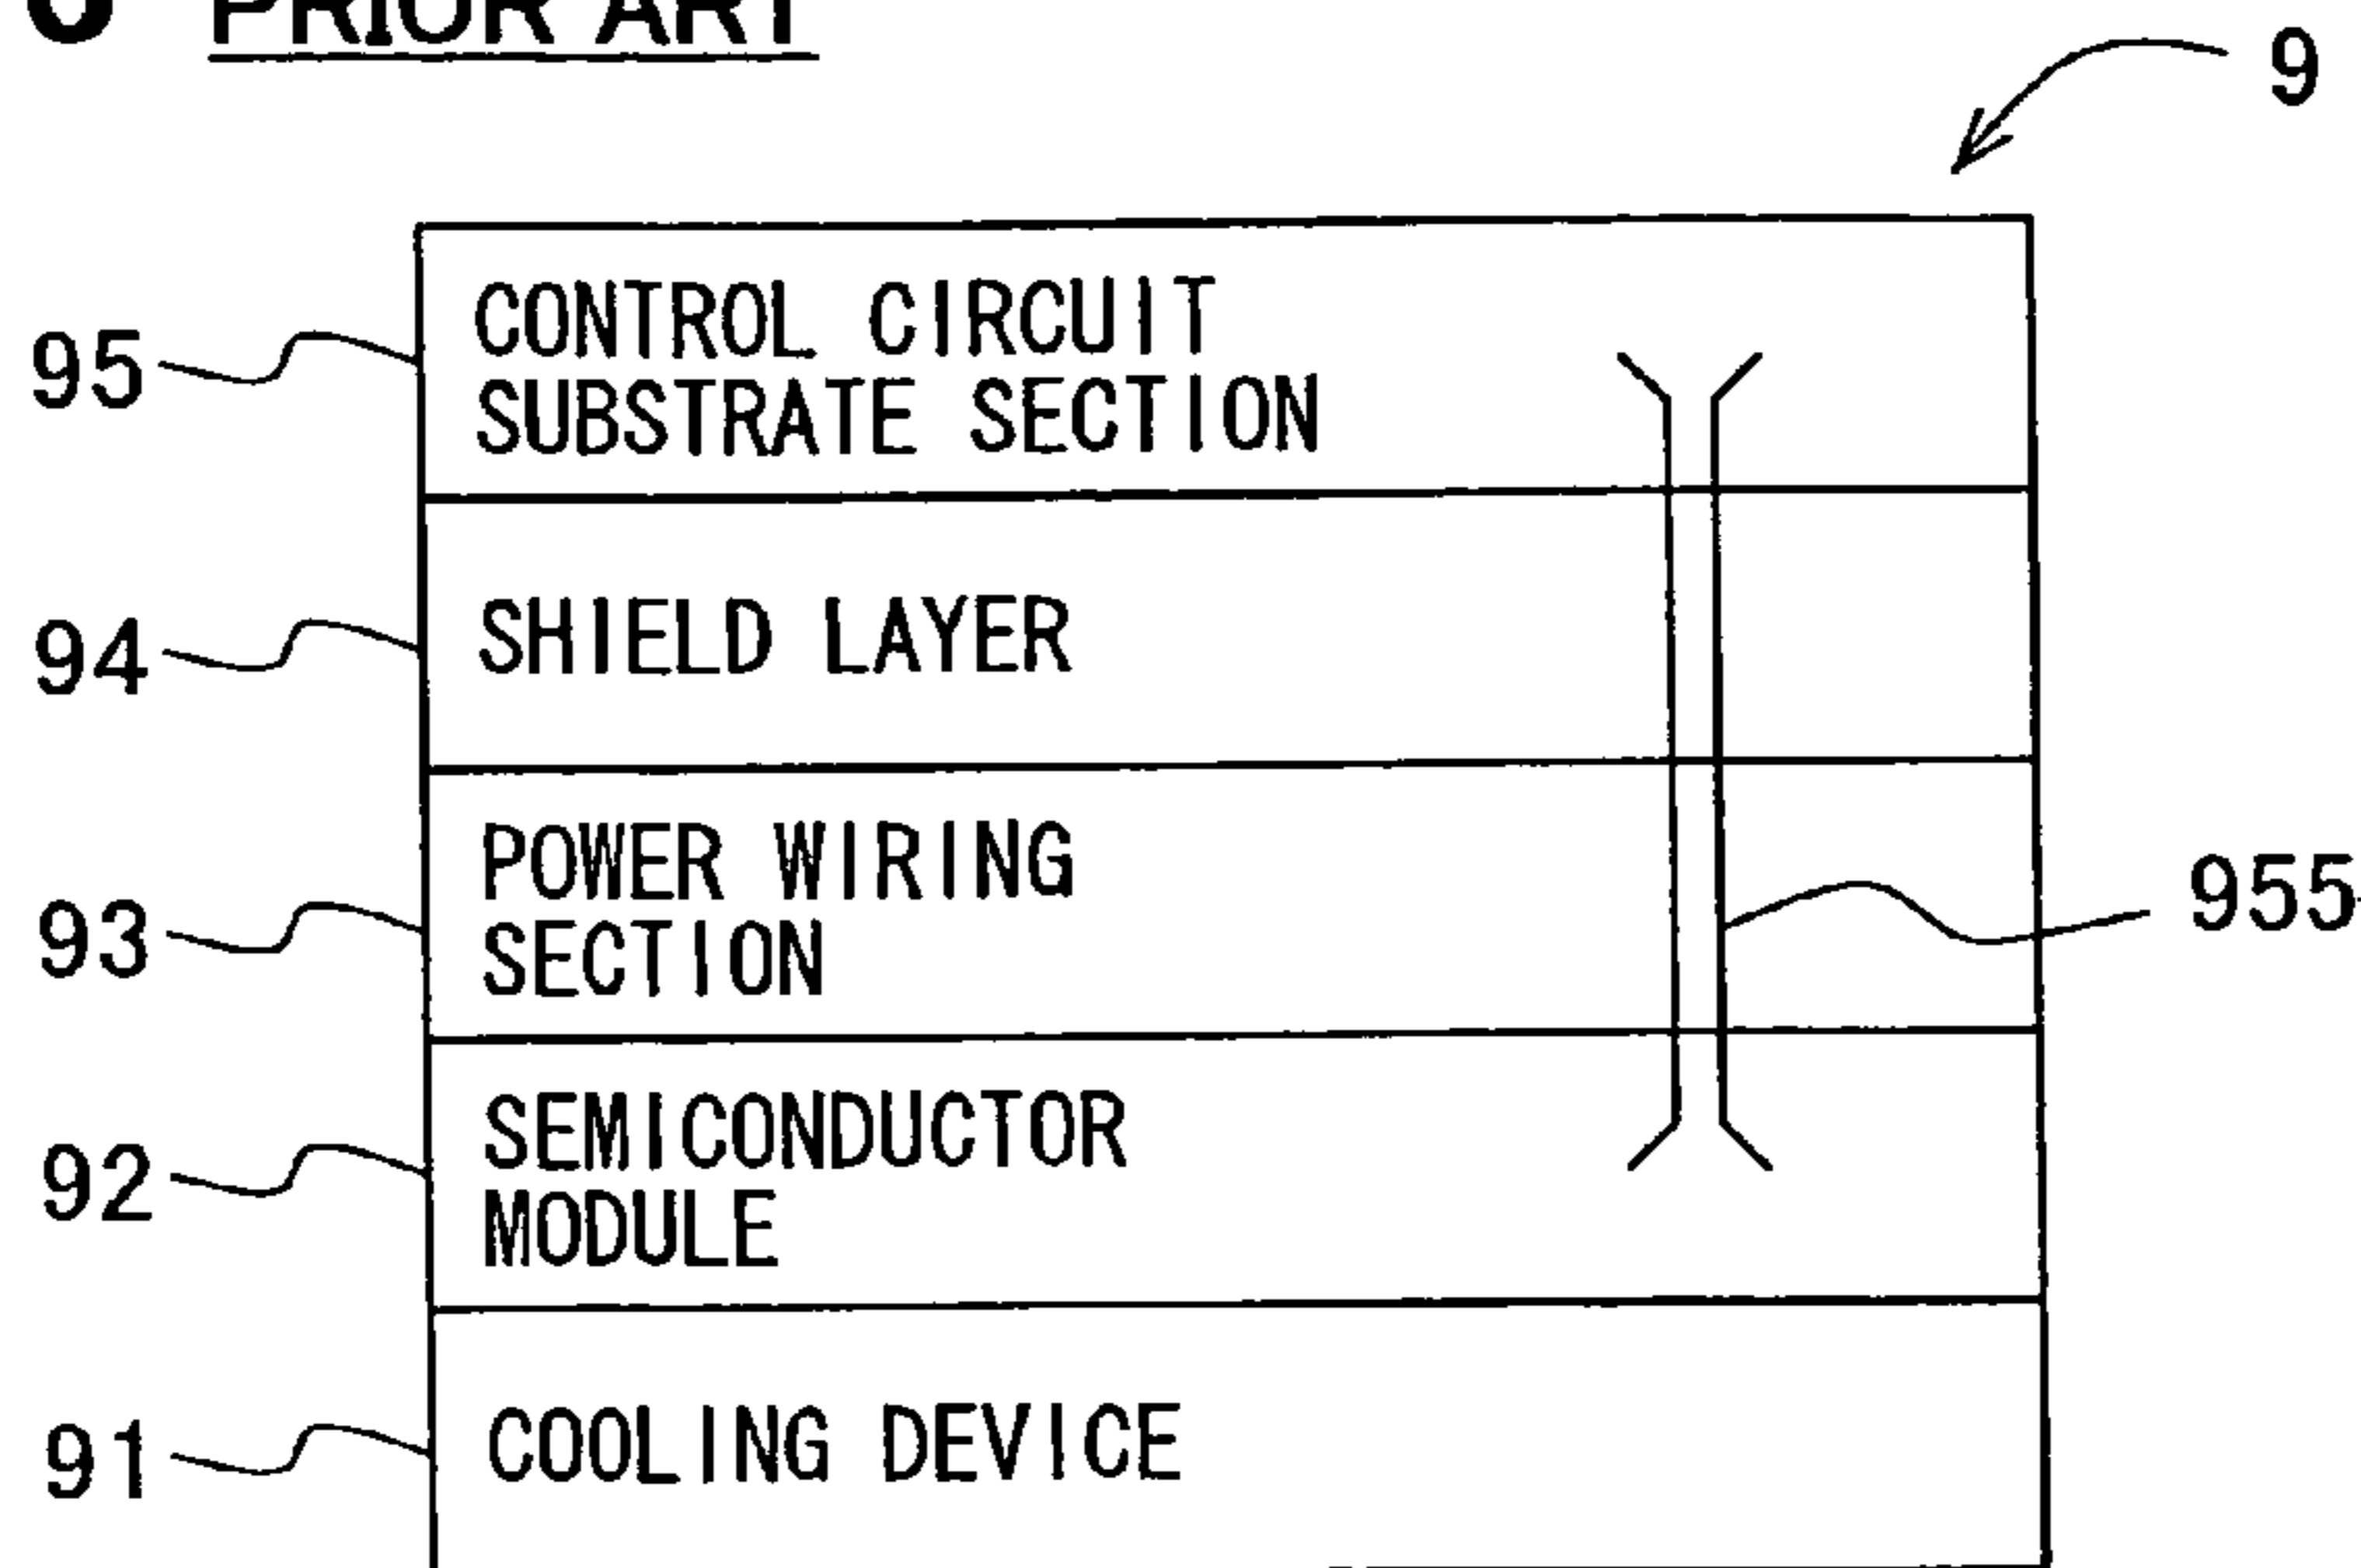 PRIOR ART
9
95
CONTROL CIRCUIT
SUBSTRATE SECTION
94
SHIELD LAYER
93
POWER WIRING
SECTION
955
92
SEMICONDUCTOR
MODULE
91
COOLING DEVICE